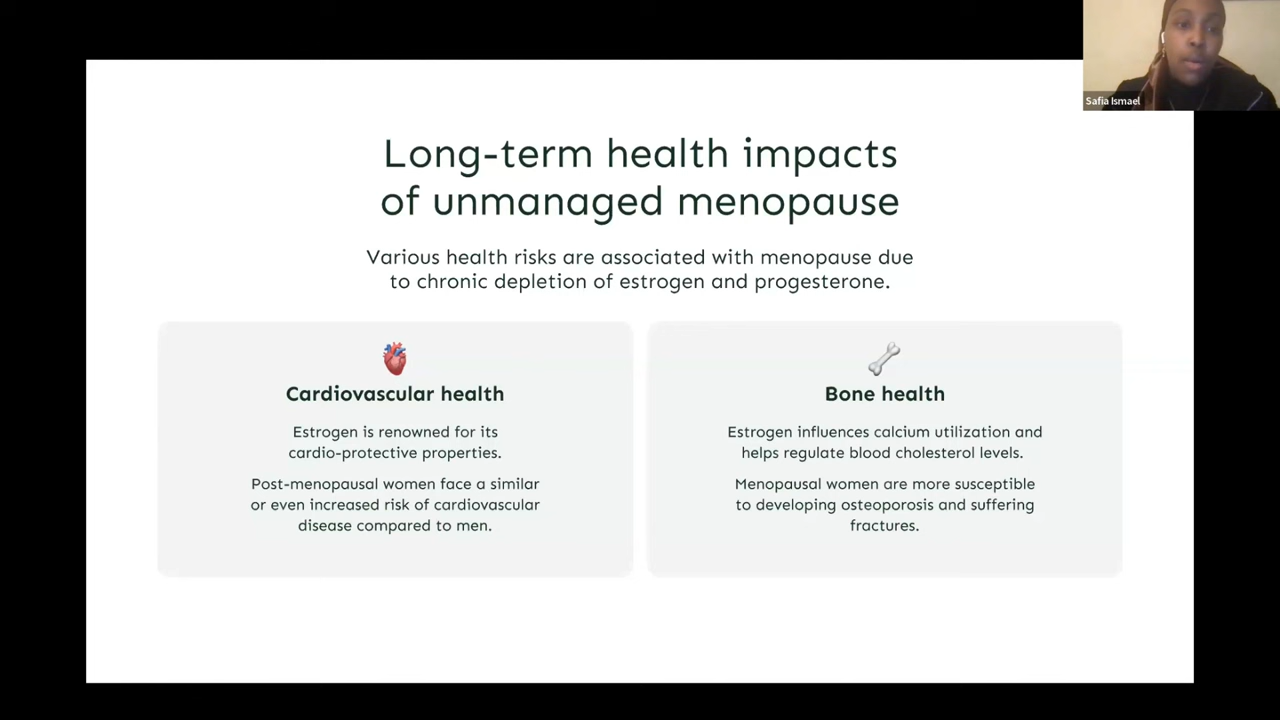 Safia Ismael
Long-term health impacts
of unmanaged menopause
Various health risks are associated with menopause due
to chronic depletion of estrogen and progesterone.
Cardiovascular health
Estrogen is renowned for its
cardio-protective properties.
Post-menopausal women face a similar
or even increased risk of cardiovascular
disease compared to men.
Bone health
Estrogen influences calcium utilization and
helps regulate blood cholesterol levels.
Menopausal women are more susceptible
to developing osteoporosis and suffering
fractures.